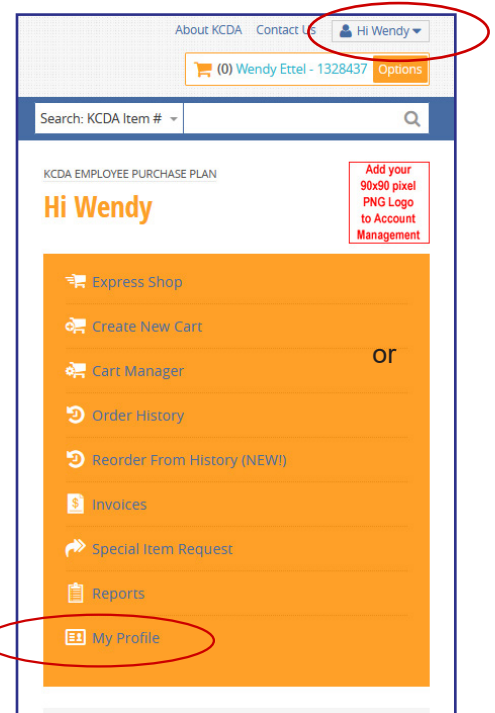 About KCDA Contact Us Hi Wendy
(0) Wendy Ettel - 1328437 Options
Search: KCDA Item #
KCDA EMPLOYEE PURCHASE PLAN
Hi Wendy
Add your
90x90 pixel
PNG Logo
to Account
Management
Express Shop
Create New Cart
or
Cart Manager
Order History
Reorder From History (NEW!)
Invoices
Special Item Request
Reports
My Profile